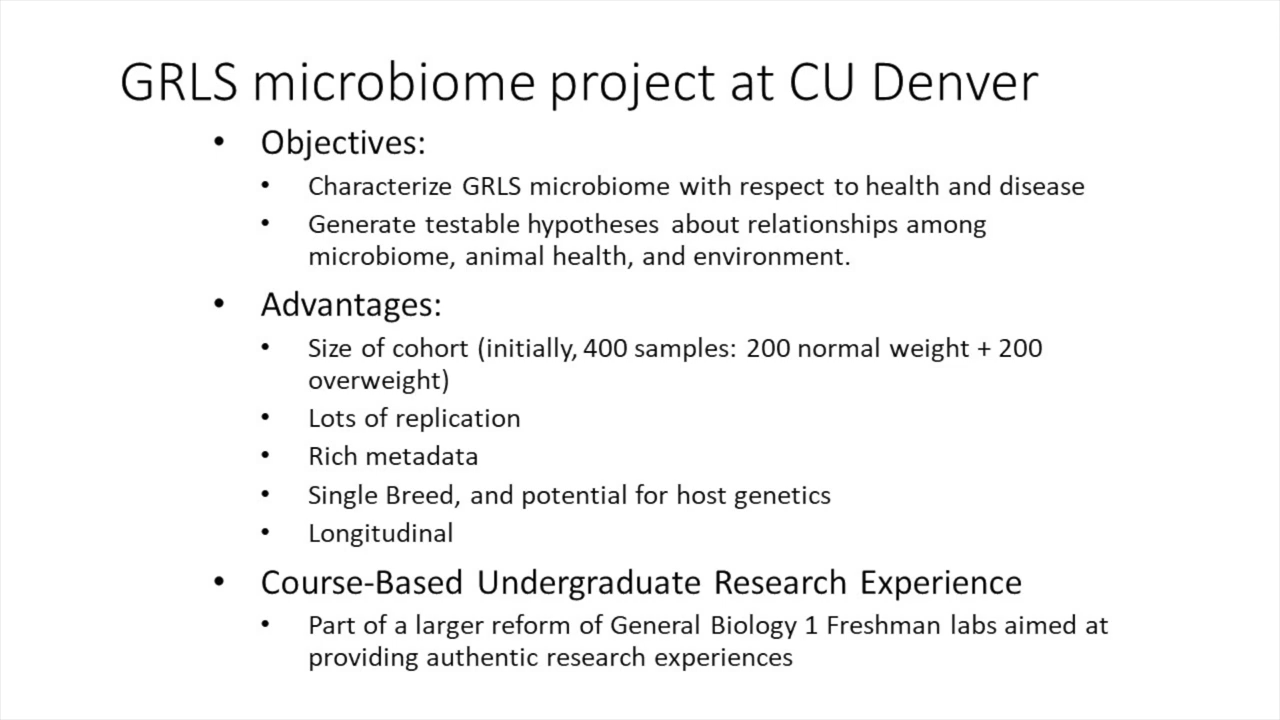 GRLS microbiome project at CU Denver
• Objectives:
• Characterize GRLS microbiome with respect to health and disease
• Generate testable hypotheses about relationships among
microbiome, animal health, and environment.
• Advantages:
• Size of cohort (initially, 400 samples: 200 normal weight + 200
overweight)
• Lots of replication
• Rich metadata
• Single Breed, and potential for host genetics
• Longitudinal
• Course-Based Undergraduate Research Experience
• Part of a larger reform of General Biology 1 Freshman labs aimed at
providing authentic research experiences